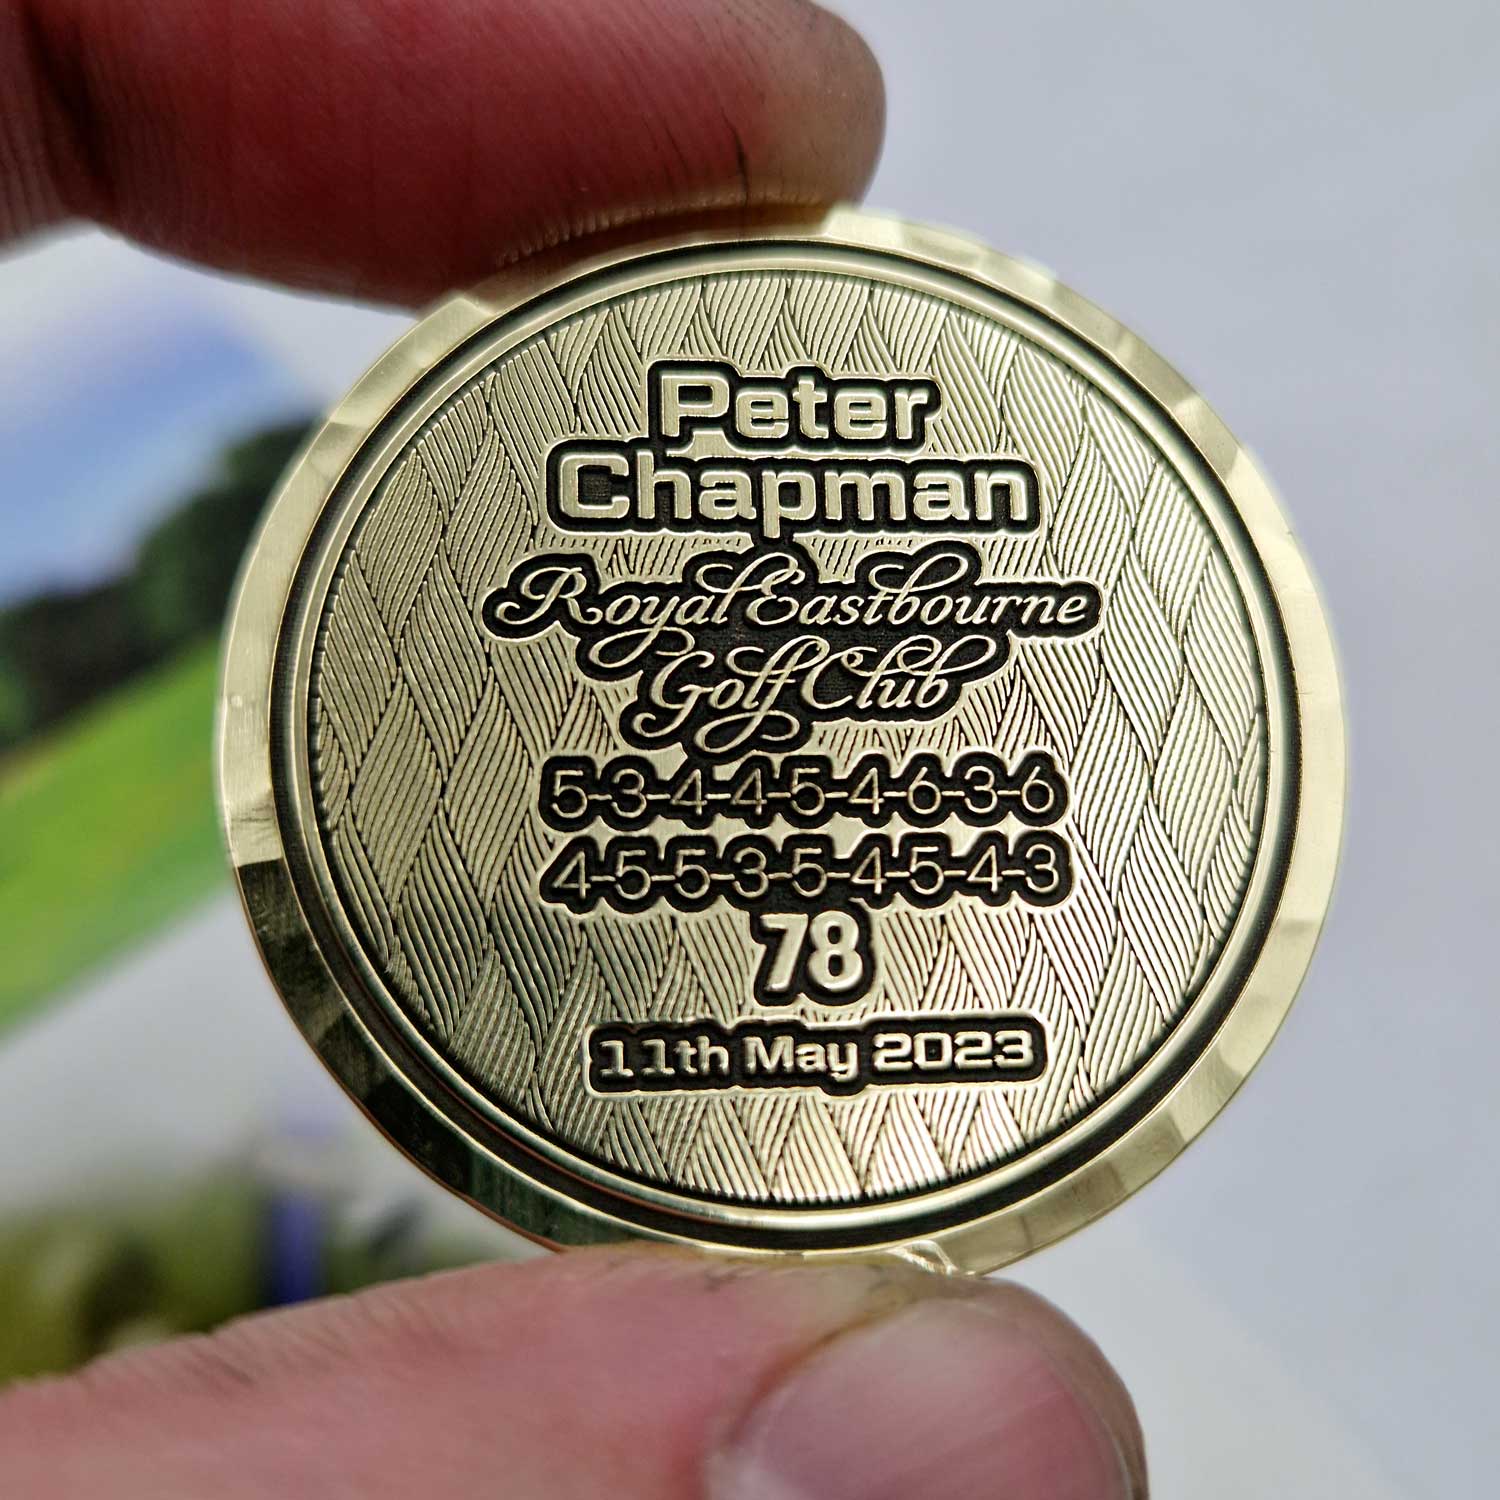 Peter
Chapman
Royal Eastbourne
Golf Club
5-3-4-4-5-4-6-3-6
4-5-5-3-5-4-5-4-3
78
11th May 2023